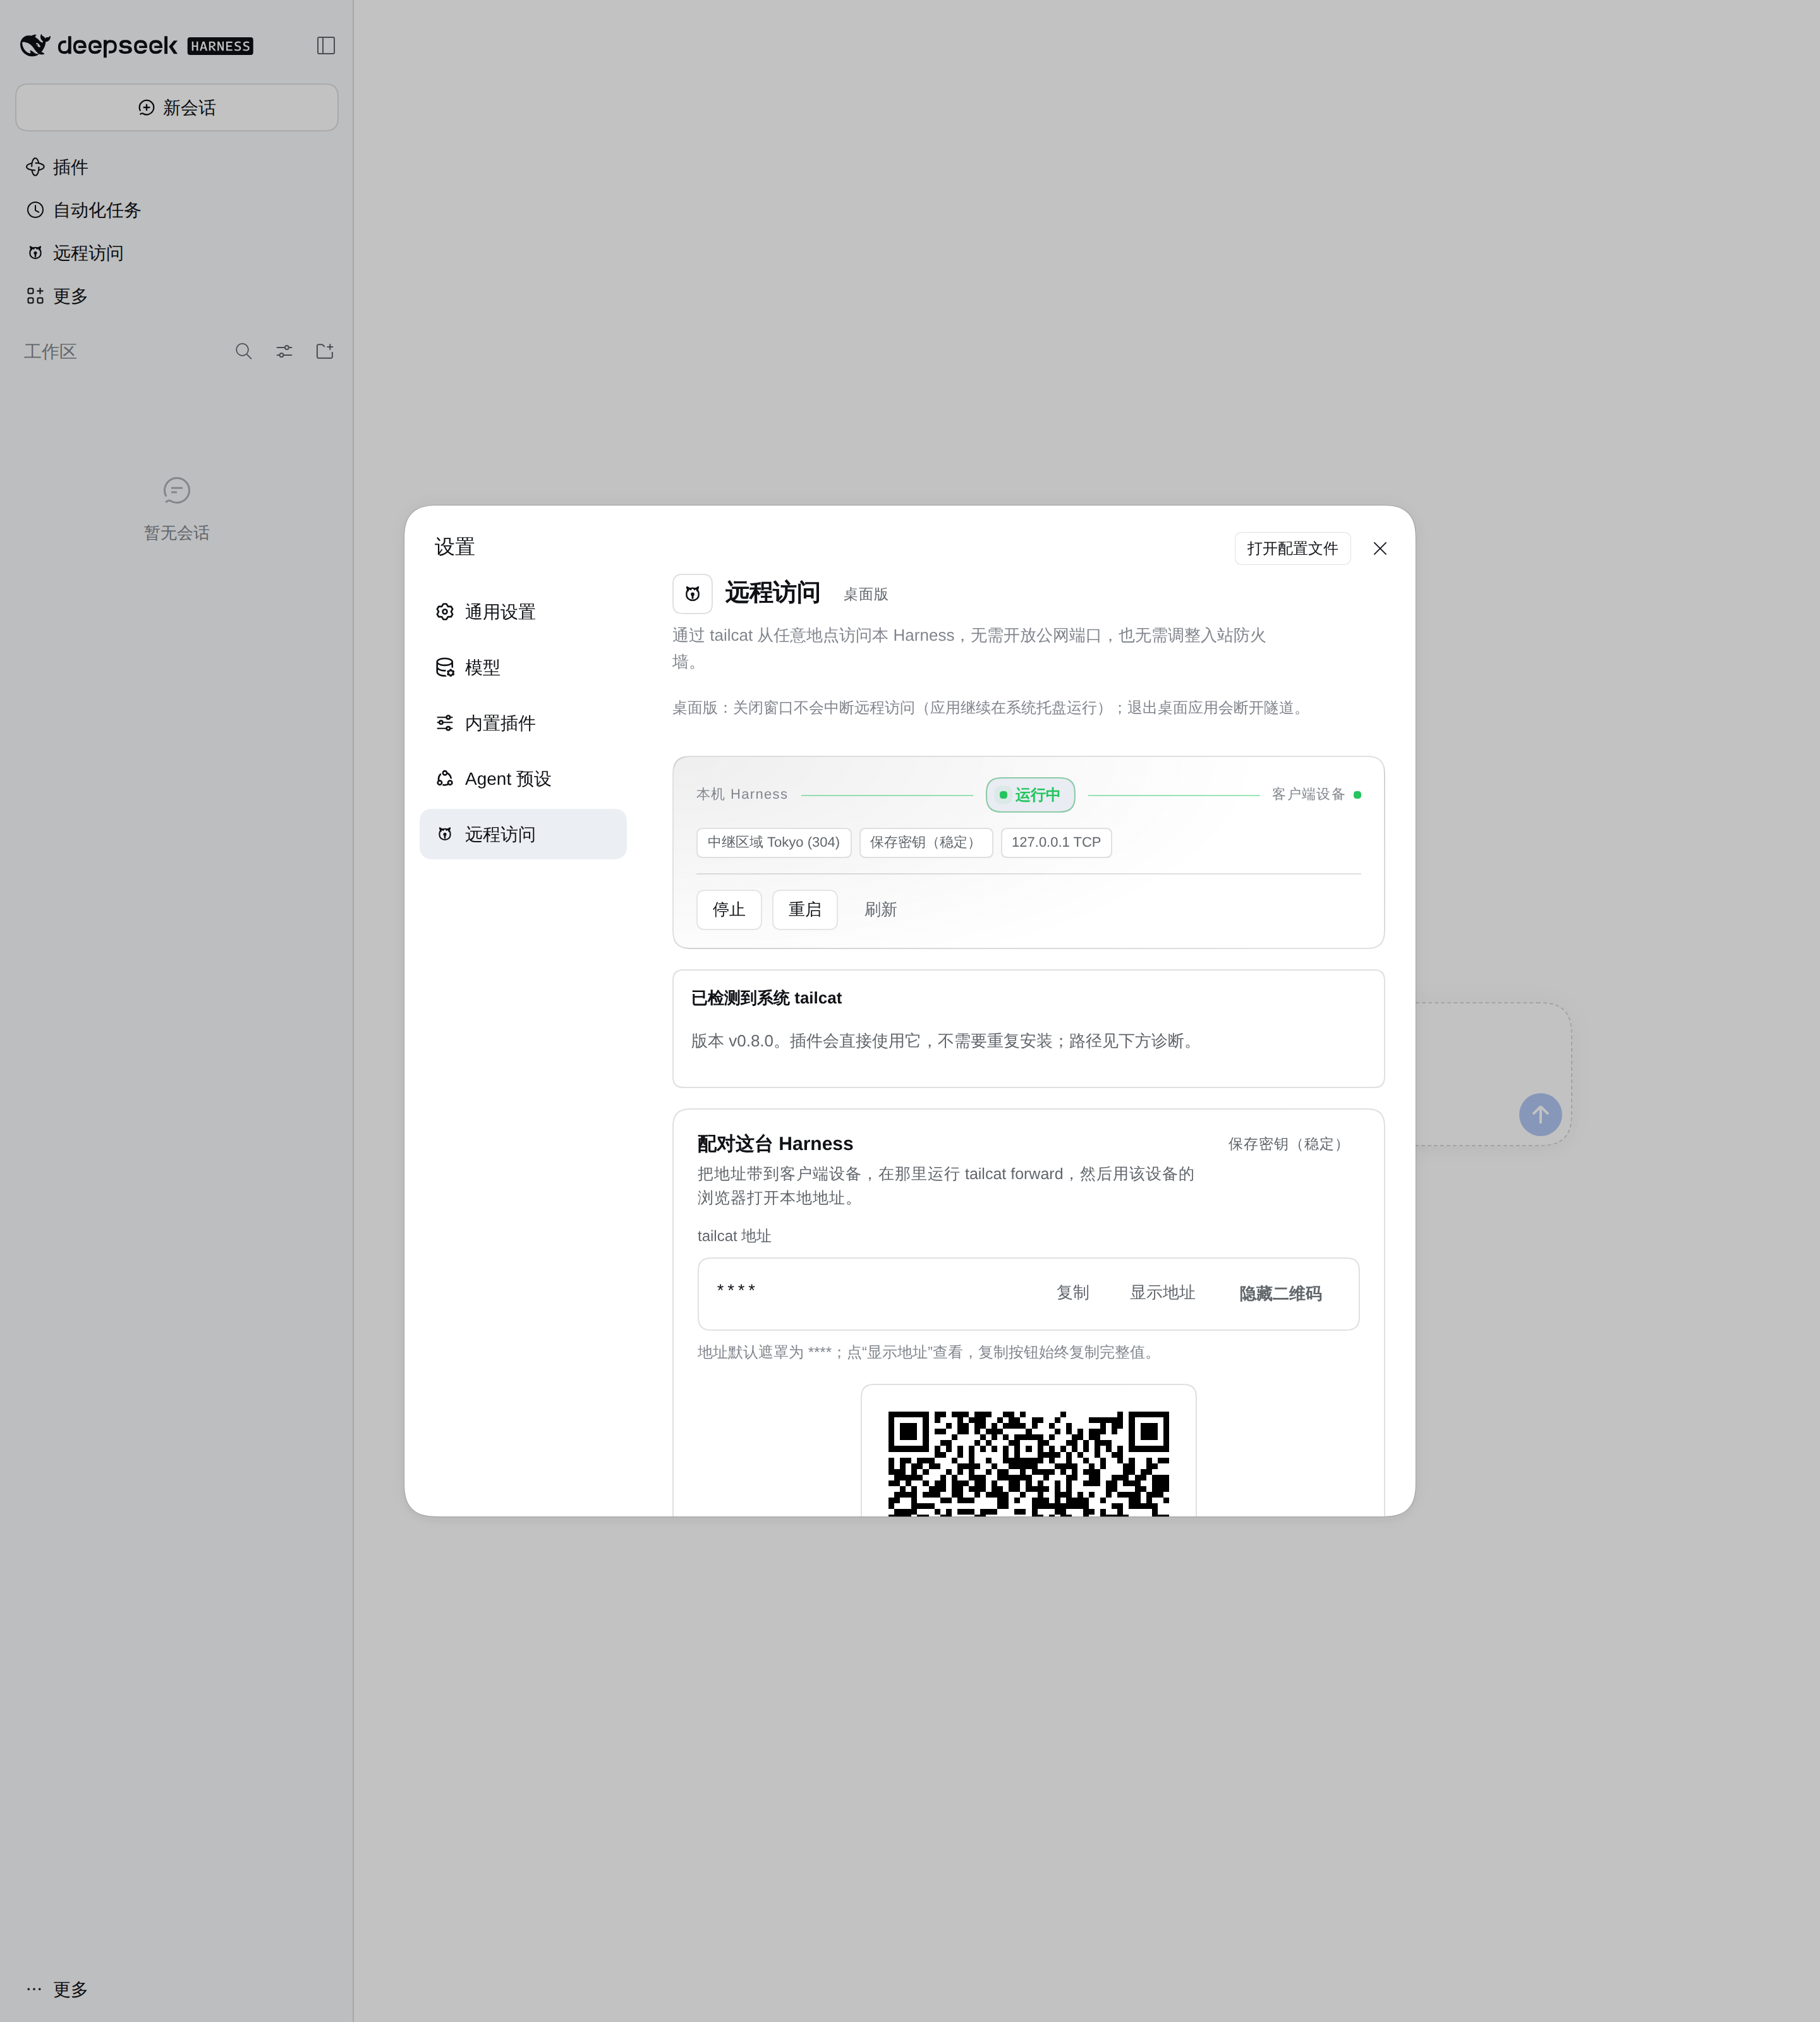 deepseek HARNESS
新会话
插件
自动化任务
远程访问
更多
工作区
暂无会话
更多
设置
打开配置文件
通用设置
模型
内置插件
Agent 预设
远程访问
远程访问 桌面版
通过 tailcat 从任意地点访问本 Harness，无需开放公网端口，也无需调整入站防火
墙。
桌面版：关闭窗口不会中断远程访问（应用继续在系统托盘运行）；退出桌面应用会断开隧道。
本机 Harness 运行中 客户端设备
中继区域 Tokyo (304) 保存密钥（稳定） 127.0.0.1 TCP
停止 重启 刷新
已检测到系统 tailcat
版本 v0.8.0。插件会直接使用它，不需要重复安装；路径见下方诊断。
配对这台 Harness 保存密钥（稳定）
把地址带到客户端设备，在那里运行 tailcat forward，然后用该设备的
浏览器打开本地地址。
tailcat 地址
**** 复制 显示地址 隐藏二维码
地址默认遮罩为 ****；点“显示地址”查看，复制按钮始终复制完整值。